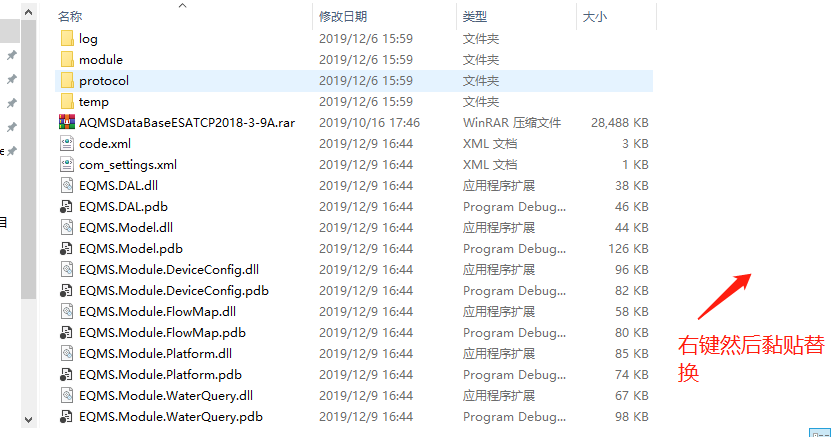 名称 修改日期 类型 大小
log 2019/12/6 15:59 文件夹
module 2019/12/6 15:59 文件夹
protocol 2019/12/6 15:59 文件夹
temp 2019/12/6 15:59 文件夹
AQMSDataBaseESATCP2018-3-9A.rar 2019/10/16 17:46 WinRAR 压缩文件 28,488 KB
code.xml 2019/12/9 16:44 XML 文档 3 KB
com_settings.xml 2019/12/9 16:44 XML 文档 1 KB
EQMS.DAL.dll 2019/12/9 16:44 应用程序扩展 38 KB
EQMS.DAL.pdb 2019/12/9 16:44 Program Debug... 46 KB
EQMS.Model.dll 2019/12/9 16:44 应用程序扩展 44 KB
EQMS.Model.pdb 2019/12/9 16:44 Program Debug... 126 KB
EQMS.Module.DeviceConfig.dll 2019/12/9 16:44 应用程序扩展 96 KB
EQMS.Module.DeviceConfig.pdb 2019/12/9 16:44 Program Debug... 82 KB
EQMS.Module.FlowMap.dll 2019/12/9 16:44 应用程序扩展 58 KB
EQMS.Module.FlowMap.pdb 2019/12/9 16:44 Program Debug... 80 KB
EQMS.Module.Platform.dll 2019/12/9 16:44 应用程序扩展 85 KB
EQMS.Module.Platform.pdb 2019/12/9 16:44 Program Debug... 74 KB
EQMS.Module.WaterQuery.dll 2019/12/9 16:44 应用程序扩展 67 KB
EQMS.Module.WaterQuery.pdb 2019/12/9 16:44 Program Debug... 98 KB
右键然后黏贴替
换